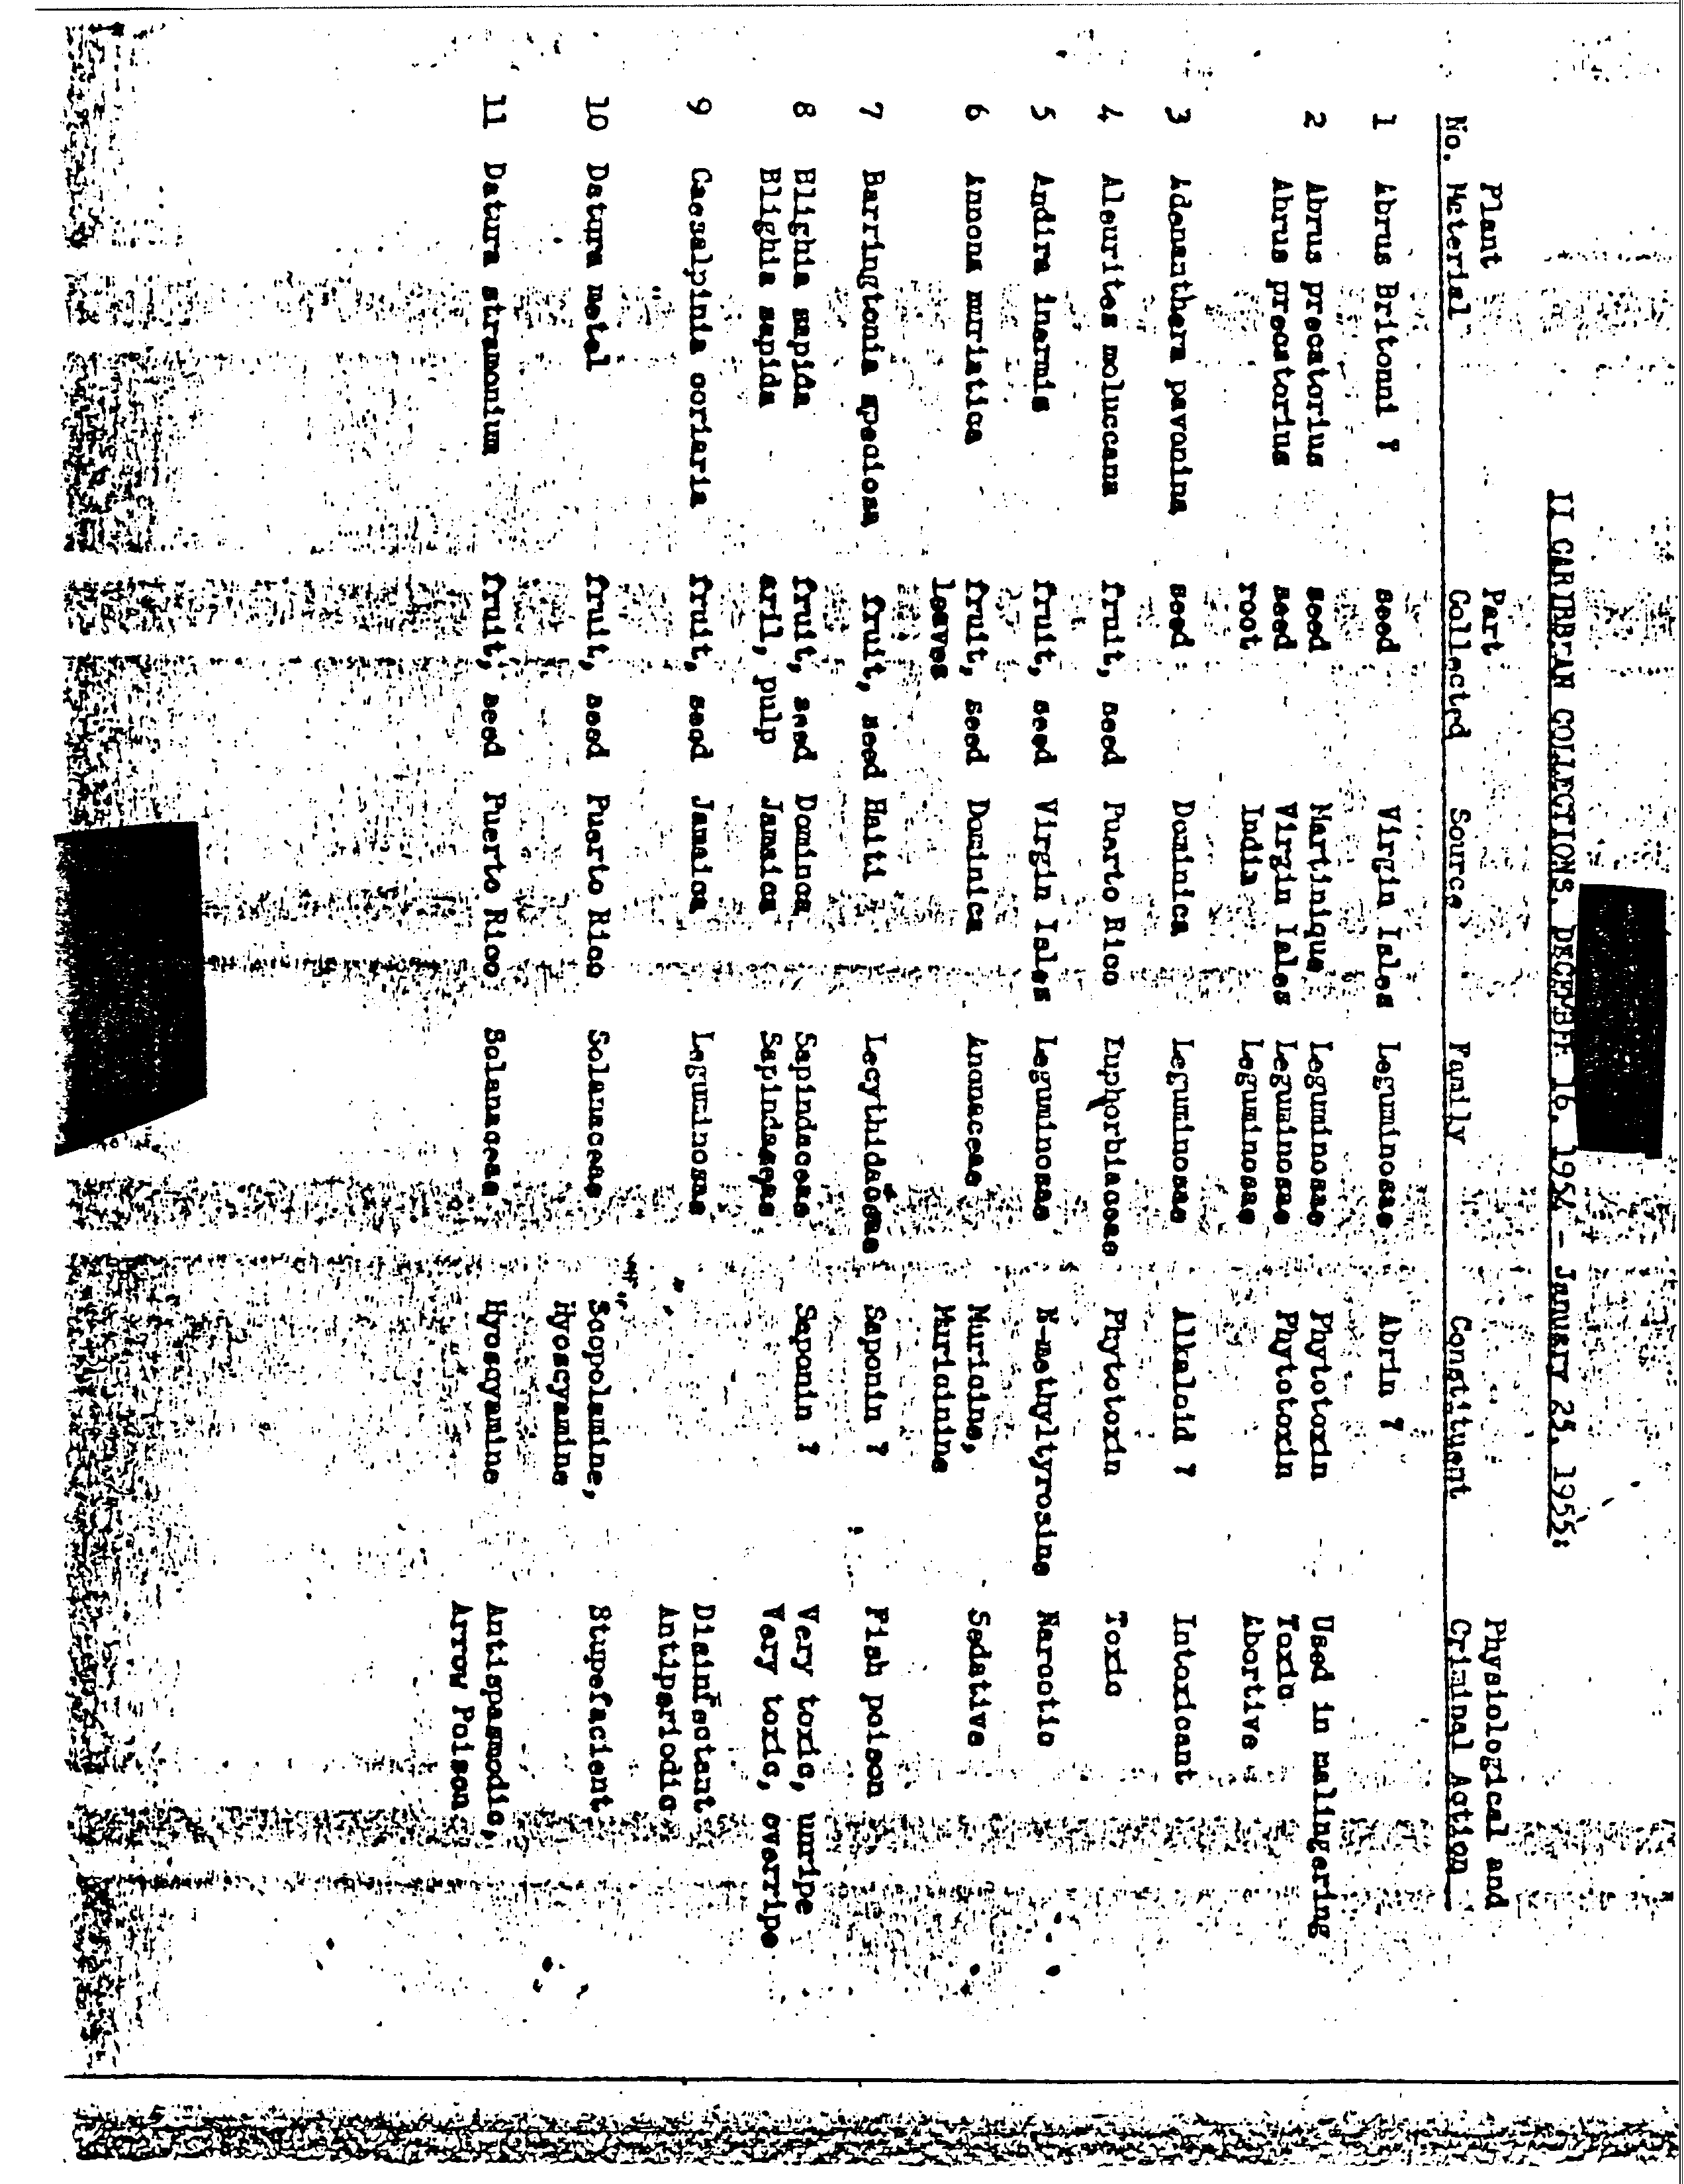 II CARIBBEAN COLLECTIONS, DECEMBER 16, 1954 - January 25, 1955:
Plant Part Physiological and
No. Material Collected Source Family Constituent Criminal Action
1 Abrus Britonni ? seed Virgin Isles Leguminosae Abrin ?
2 Abrus precatorius seed Martinique Leguminosae Phytotoxin Used in malingering
Abrus precatorius seed Virgin Isles Leguminosae Phytotoxin Toxic
root India Leguminosae Abortive
3 Adenanthera pavonina seed Dominica Leguminosae Alkaloid ? Intoxicant
4 Aleurites moluccana fruit, seed Puerto Rico Euphorbiaceae Phytotoxin Toxic
5 Andira inermis fruit, seed Virgin Isles Leguminosae N-methyltyrosine Narcotic
6 Annona muriatica fruit, seed Dominica Anonaceae Muricine, Sedative
leaves Muricinine
7 Barringtonia speciosa fruit, seed Haiti Lecythidaceae Saponin ? Fish poison
8 Blighia sapida fruit, seed Dominca Sapindaceae Saponin ? Very toxic, unripe
Blighia sapida aril, pulp Jamaica Sapindaceae Very toxic, overripe
9 Caesalpinia coriaria fruit, seed Jamaica Leguminosae Disinfectant
Antiperiodic
10 Datura metel fruit, seed Puerto Rico Solanaceae Scopolamine, Stupefacient
Hyoscyamine
11 Datura stramonium fruit, seed Puerto Rico Solanaceae Hyoscyamine Antispasmodic,
Arrow Poison